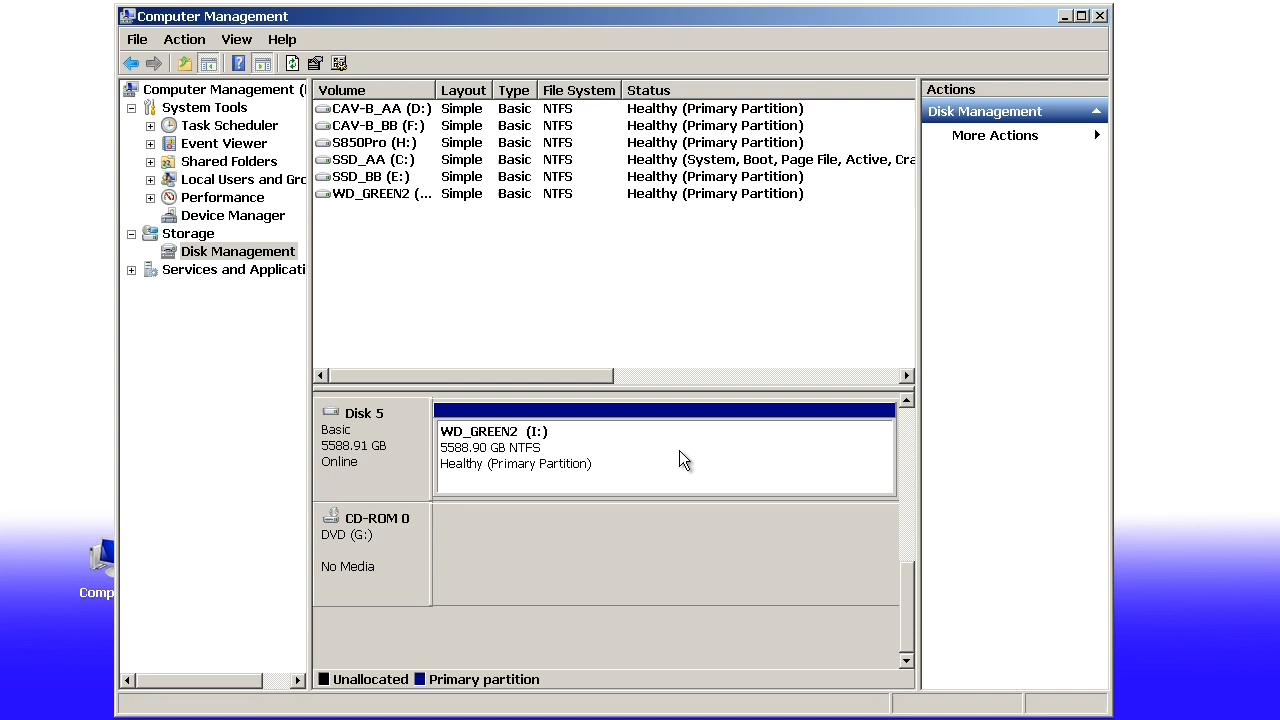 Computer Management
File Action View Help
Computer Management (
System Tools
Task Scheduler
Event Viewer
Shared Folders
Local Users and Gro
Performance
Device Manager
Storage
Disk Management
Services and Applicati
Volume Layout Type File System Status
CAV-B_AA (D:) Simple Basic NTFS Healthy (Primary Partition)
CAV-B_BB (F:) Simple Basic NTFS Healthy (Primary Partition)
S850Pro (H:) Simple Basic NTFS Healthy (Primary Partition)
SSD_AA (C:) Simple Basic NTFS Healthy (System, Boot, Page File, Active, Cra
SSD_BB (E:) Simple Basic NTFS Healthy (Primary Partition)
WD_GREEN2 (... Simple Basic NTFS Healthy (Primary Partition)
Disk 5
Basic
5588.91 GB
Online
WD_GREEN2 (I:)
5588.90 GB NTFS
Healthy (Primary Partition)
CD-ROM 0
DVD (G:)
No Media
Unallocated Primary partition
Actions
Disk Management
More Actions
Comp